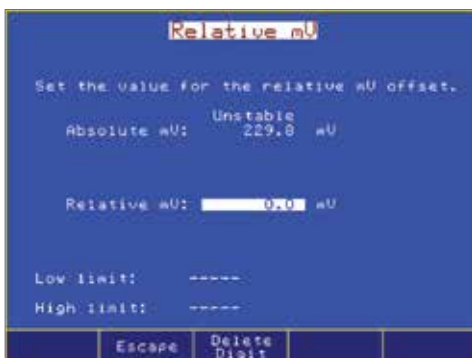 Relative mV
Set the value for the relative mV offset.
Unstable
Absolute mV: 229.8 mV
Relative mV: 0.0 mV
Low limit: -----
High limit: -----
Escape
Delete Digit